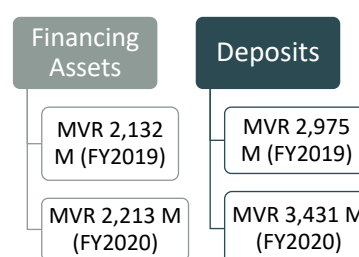 Financing
Assets
MVR 2,132
M (FY2019)
MVR 2,213 M
(FY2020)
Deposits
MVR 2,975
M (FY2019)
MVR 3,431 M
(FY2020)